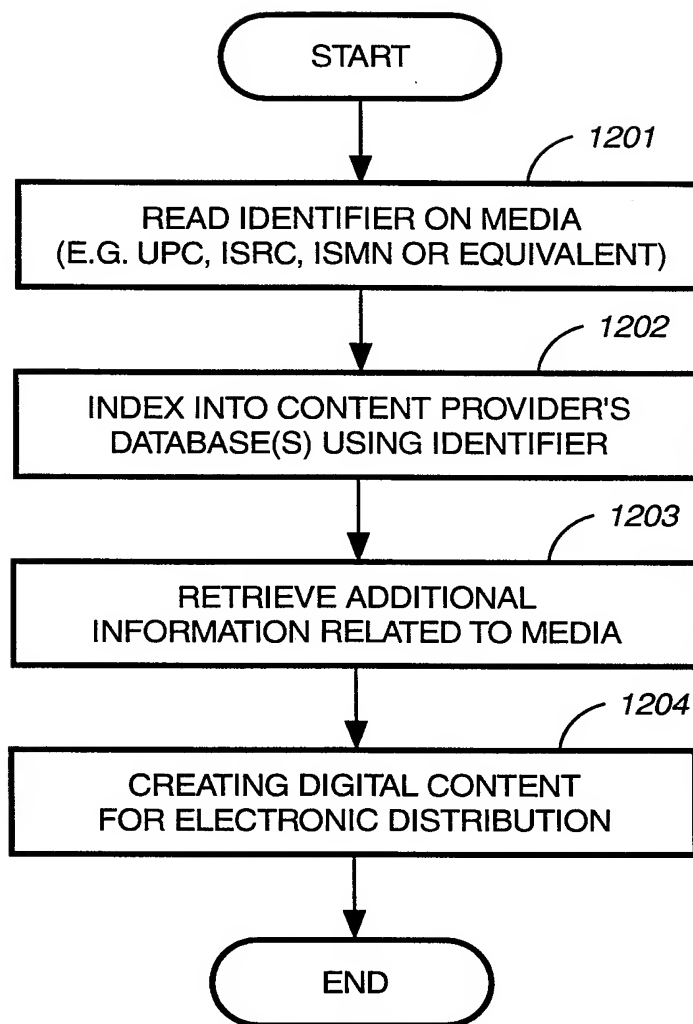 START
1201
READ IDENTIFIER ON MEDIA
(E.G. UPC, ISRC, ISMN OR EQUIVALENT)
1202
INDEX INTO CONTENT PROVIDER'S
DATABASE(S) USING IDENTIFIER
1203
RETRIEVE ADDITIONAL
INFORMATION RELATED TO MEDIA
1204
CREATING DIGITAL CONTENT
FOR ELECTRONIC DISTRIBUTION
END